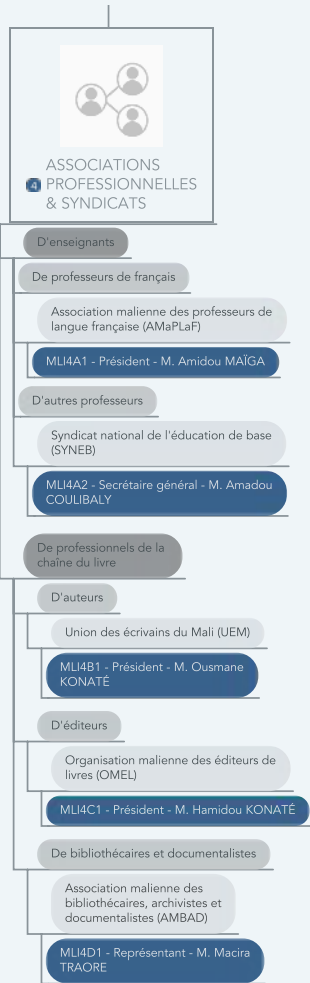 ASSOCIATIONS
4 PROFESSIONNELLES
& SYNDICATS
D'enseignants
De professeurs de français
Association malienne des professeurs de
langue française (AMaPLaF)
MLI4A1 - Président - M. Amidou MAÏGA
D'autres professeurs
Syndicat national de l'éducation de base
(SYNEB)
MLI4A2 - Secrétaire général - M. Amadou
COULIBALY
De professionnels de la
chaîne du livre
D'auteurs
Union des écrivains du Mali (UEM)
MLI4B1 - Président - M. Ousmane
KONATÉ
D'éditeurs
Organisation malienne des éditeurs de
livres (OMEL)
MLI4C1 - Président - M. Hamidou KONATÉ
De bibliothécaires et documentalistes
Association malienne des
bibliothécaires, archivistes et
documentalistes (AMBAD)
MLI4D1 - Représentant - M. Macira
TRAORE